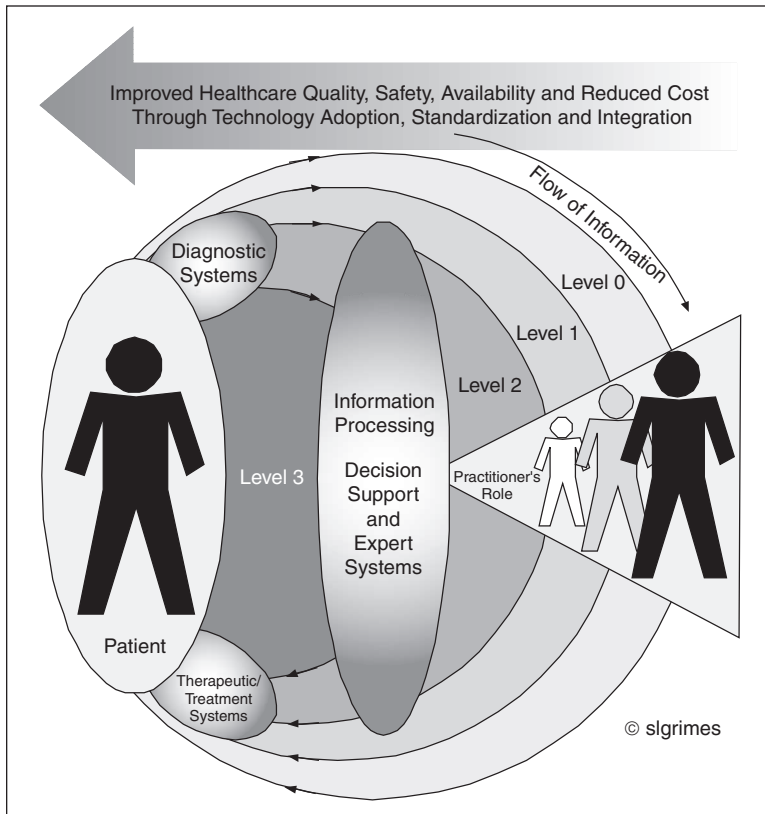 Improved Healthcare Quality, Safety, Availability and Reduced Cost
Through Technology Adoption, Standardization and Integration
Flow of Information
Diagnostic
Systems
Level 0
Level 1
Level 2
Information
Processing
Decision
Support
and
Expert
Systems
Level 3
Practitioner's
Role
Patient
Therapeutic/
Treatment
Systems
© slgrimes